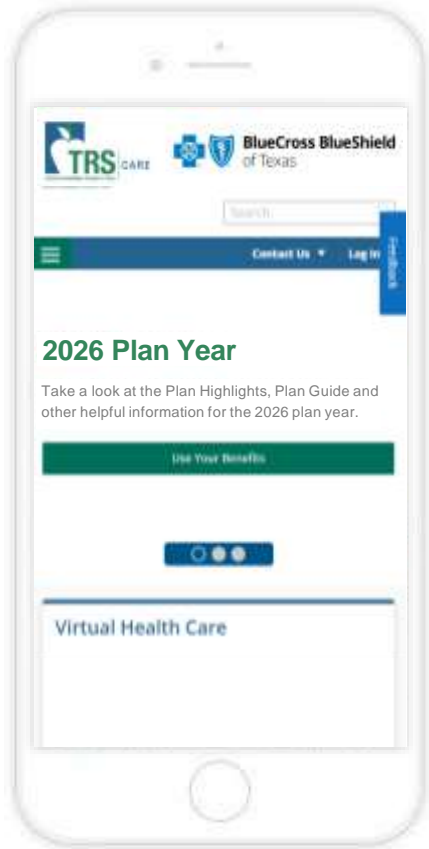 TRS CARE
BlueCross BlueShield
of Texas
Search
Contact Us
Log In
Feedback
2026 Plan Year
Take a look at the Plan Highlights, Plan Guide and
other helpful information for the 2026 plan year.
Use Your Benefits
Virtual Health Care